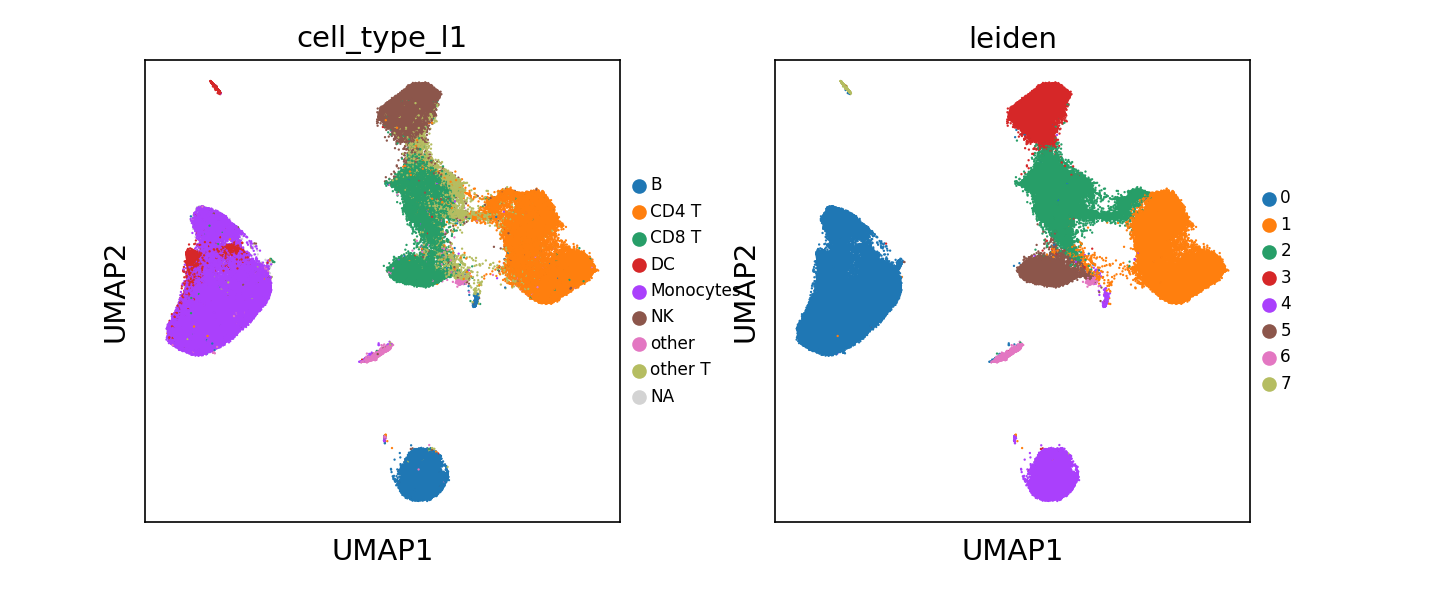 cell_type_l1
UMAP2
UMAP1
B
CD4 T
CD8 T
DC
Monocytes
NK
other
other T
NA
leiden
UMAP2
UMAP1
0
1
2
3
4
5
6
7